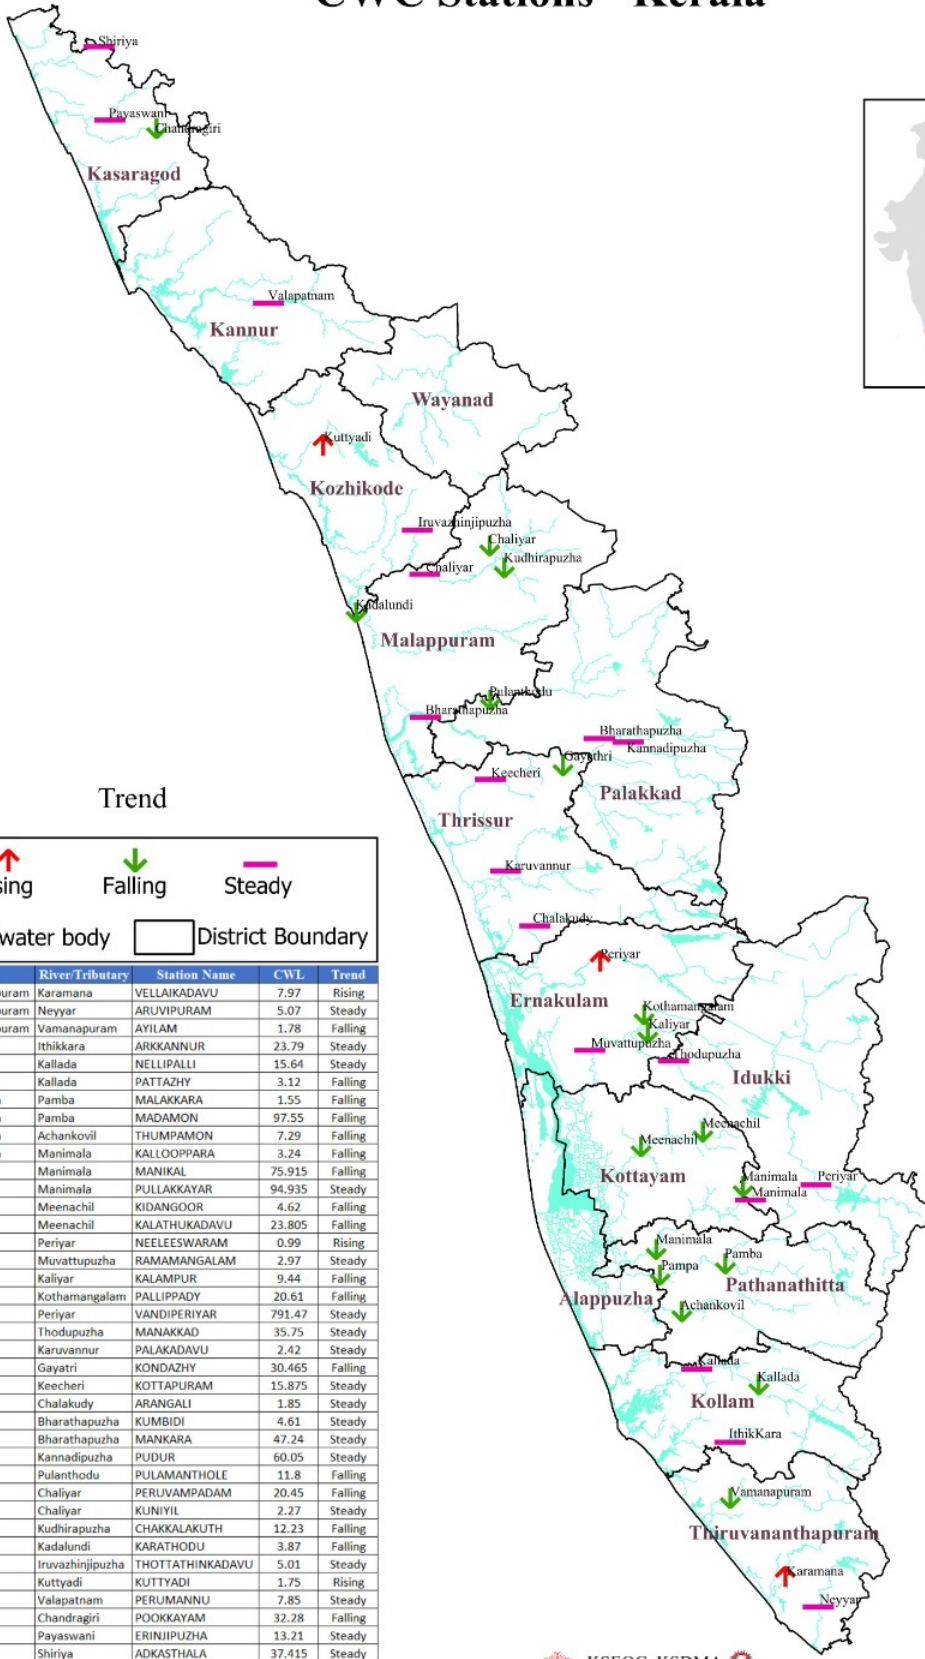 CWC Stations - Kerala
Shiriya
Payaswani
Chandragiri
Kasaragod
Valapatnam
Kannur
Wayanad
Kuttyadi
Kozhikode
Iruvazhinjipuzha
Chaliyar
Kudhirapuzha
Chaliyar
Kadalundi
Malappuram
Pulanthodu
Bharathapuzha
Bharathapuzha
Kannadipuzha
Gayathri
Keecheri
Palakkad
Thrissur
Karuvannur
Chalakudy
Periyar
Ernakulam
Kothamangalam
Kaliyar
Muvattupuzha
Thodupuzha
Idukki
Meenachil
Meenachil
Kottayam
Manimala
Periyar
Manimala
Manimala
Pamba
Pampa
Pathanathitta
Alappuzha
Achankovil
Kallada
Kallada
Kollam
IthikKara
Vamanapuram
Thiruvananthapuram
Karamana
Neyyar
Trend
sing Falling Steady
water body District Boundary
River/Tributary Station Name CWL Trend
uram Karamana VELLAIKADAVU 7.97 Rising
uram Neyyar ARUVIPURAM 5.07 Steady
uram Vamanapuram AYILAM 1.78 Falling
Ithikkara ARKKANNUR 23.79 Steady
Kallada NELLIPALLI 15.64 Steady
Kallada PATTAZHY 3.12 Falling
Pamba MALAKKARA 1.55 Falling
Pamba MADAMON 97.55 Falling
Achankovil THUMPAMON 7.29 Falling
Manimala KALLOOPPARA 3.24 Falling
Manimala MANIKAL 75.915 Falling
Manimala PULLAKKAYAR 94.935 Steady
Meenachil KIDANGOOR 4.62 Falling
Meenachil KALATHUKADAVU 23.805 Falling
Periyar NEELEESWARAM 0.99 Rising
Muvattupuzha RAMAMANGALAM 2.97 Steady
Kaliyar KALAMPUR 9.44 Falling
Kothamangalam PALLIPPADY 20.61 Falling
Periyar VANDIPERIYAR 791.47 Steady
Thodupuzha MANAKKAD 35.75 Steady
Karuvannur PALAKADAVU 2.42 Steady
Gayatri KONDAZHY 30.465 Falling
Keecheri KOTTAPURAM 15.875 Steady
Chalakudy ARANGALI 1.85 Steady
Bharathapuzha KUMBIDI 4.61 Steady
Bharathapuzha MANKARA 47.24 Steady
Kannadipuzha PUDUR 60.05 Steady
Pulanthodu PULAMANTHOLE 11.8 Falling
Chaliyar PERUVAMPADAM 20.45 Falling
Chaliyar KUNIYIL 2.27 Steady
Kudhirapuzha CHAKKALAKUTH 12.23 Falling
Kadalundi KARATHODU 3.87 Falling
Iruvazhinjipuzha THOTTATHINKADAVU 5.01 Steady
Kuttyadi KUTTYADI 1.75 Rising
Valapatnam PERUMANNU 7.85 Steady
Chandragiri POOKKAYAM 32.28 Falling
Payaswani ERINJIPUZHA 13.21 Steady
Shiriya ADKASTHALA 37.415 Steady
KSEOC-KSDMA